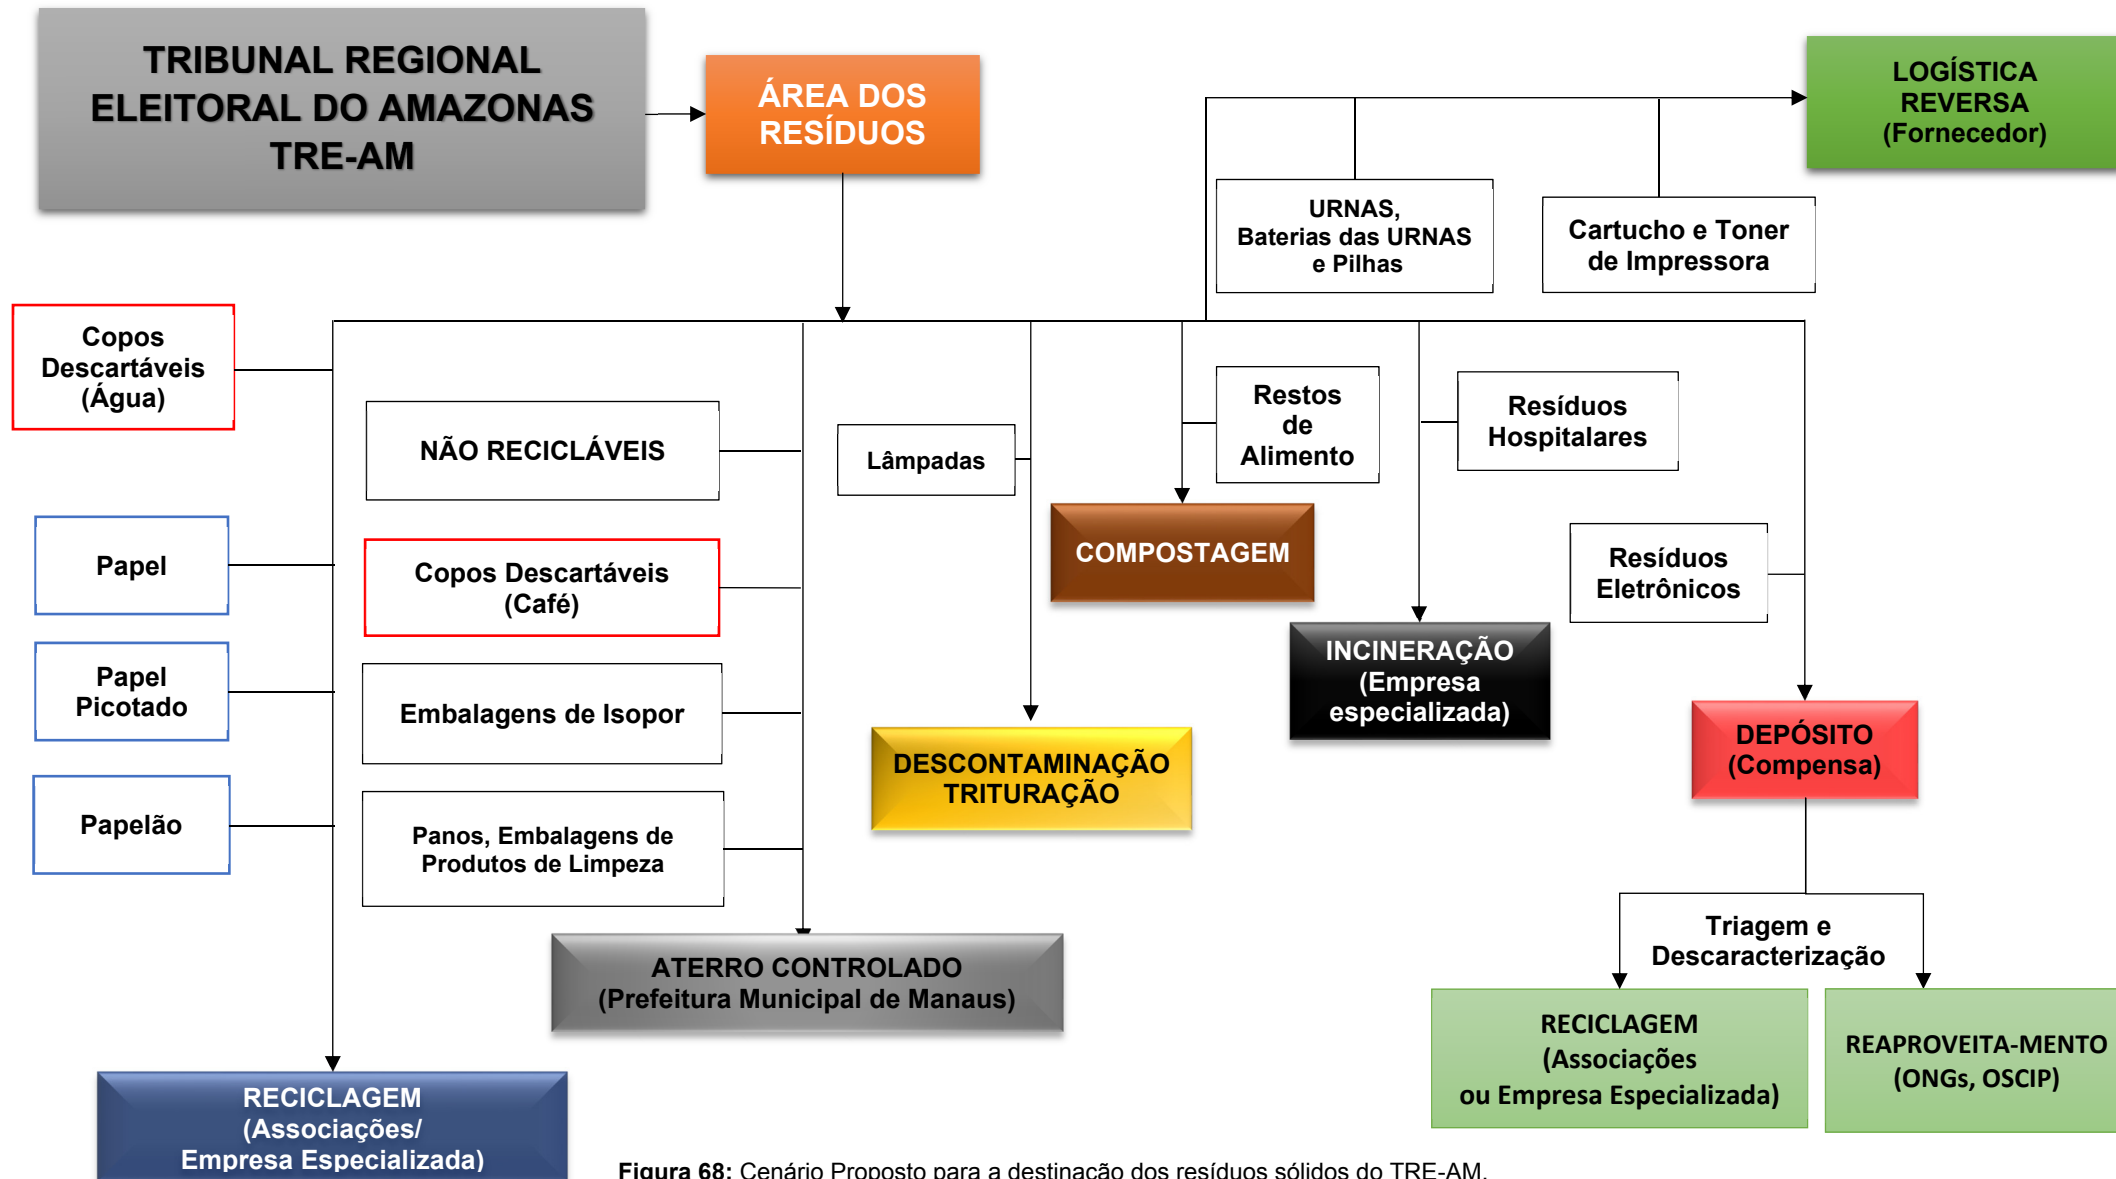 TRIBUNAL REGIONAL
ELEITORAL DO AMAZONAS
TRE-AM
ÁREA DOS
RESÍDUOS
LOGÍSTICA
REVERSA
(Fornecedor)
URNAS,
Baterias das URNAS
e Pilhas
Cartucho e Toner
de Impressora
Copos
Descartáveis
(Água)
NÃO RECICLÁVEIS
Lâmpadas
Restos
de
Alimento
Resíduos
Hospitalares
Papel
Copos Descartáveis
(Café)
COMPOSTAGEM
Resíduos
Eletrônicos
Papel
Picotado
Embalagens de Isopor
INCINERAÇÃO
(Empresa
especializada)
DESCONTAMINAÇÃO
TRITURAÇÃO
DEPÓSITO
(Compensa)
Papelão
Panos, Embalagens de
Produtos de Limpeza
Triagem e
Descaracterização
ATERRO CONTROLADO
(Prefeitura Municipal de Manaus)
RECICLAGEM
(Associações
ou Empresa Especializada)
REAPROVEITA-MENTO
(ONGs, OSCIP)
RECICLAGEM
(Associações/
Empresa Especializada)
Figura 68: Cenário Proposto para a destinação dos resíduos sólidos do TRE-AM.